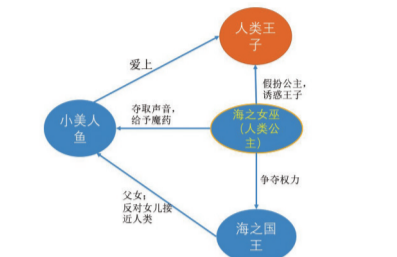 人类王
子
爱上
假扮公主，
诱惑王子
夺取声音，
给予魔药
小美人
鱼
海之女巫
（人类公
主）
争夺权力
父女；
反对女儿接
近人类
海之国
王